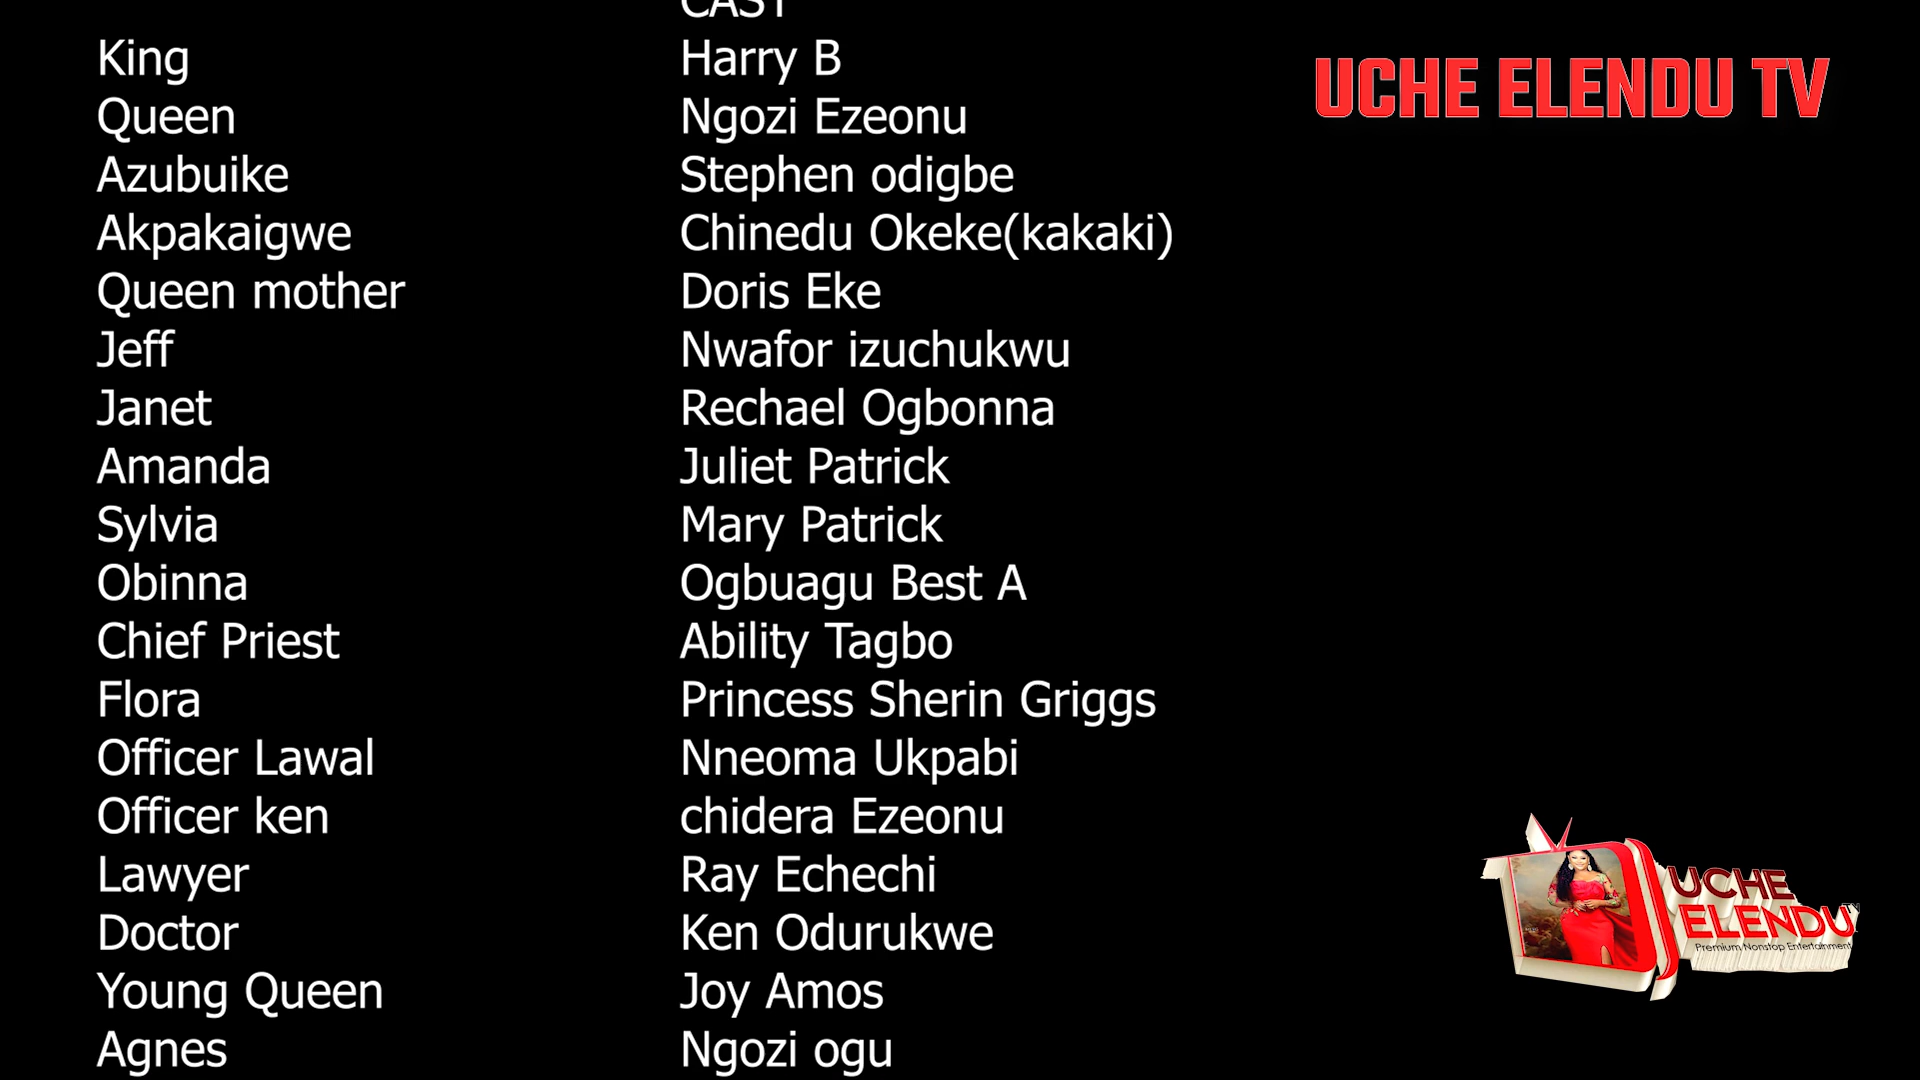 CAST
King Harry B
UCHE ELENDU TV
Queen Ngozi Ezeonu
Azubuike Stephen odigbe
Akpakaigwe Chinedu Okeke(kakaki)
Queen mother Doris Eke
Jeff Nwafor izuchukwu
Janet Rechael Ogbonna
Amanda Juliet Patrick
Sylvia Mary Patrick
Obinna Ogbuagu Best A
Chief Priest Ability Tagbo
Flora Princess Sherin Griggs
Officer Lawal Nneoma Ukpabi
Officer ken chidera Ezeonu
Lawyer Ray Echechi
Doctor Ken Odurukwe
Young Queen Joy Amos
Agnes Ngozi ogu
UCHE
ELENDU TV
Premium Nonstop Entertainment